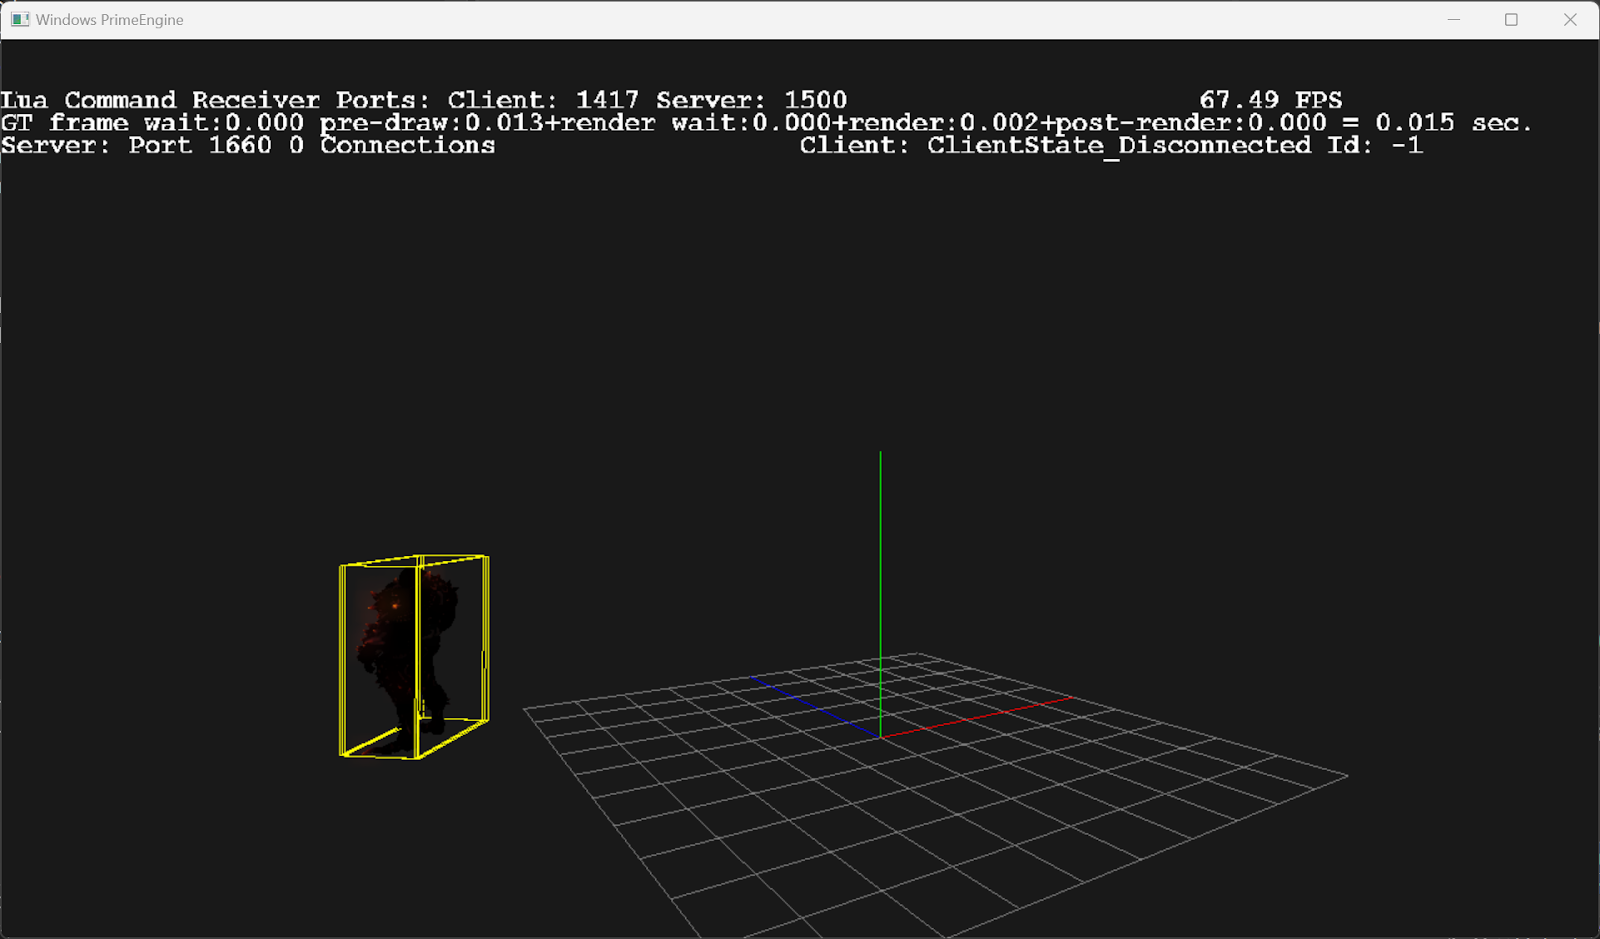 Windows PrimeEngine
Lua Command Receiver Ports: Client: 1417 Server: 1500 67.49 FPS
GT frame wait:0.000 pre-draw:0.013+render wait:0.000+render:0.002+post-render:0.000 = 0.015 sec.
Server: Port 1660 0 Connections Client: ClientState_Disconnected Id: -1